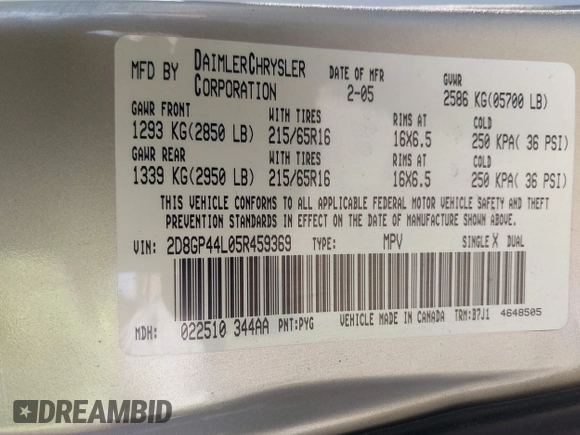 MFD BY DAIMLERCHRYSLER CORPORATION DATE OF MFR 2-05 GVWR 2586 KG(05700 LB)
GAWR FRONT WITH TIRES RIMS AT COLD
1293 KG(2850 LB) 215/65R16 16X6.5 250 KPA( 36 PSI)
GAWR REAR WITH TIRES RIMS AT COLD
1339 KG(2950 LB) 215/65R16 16X6.5 250 KPA( 36 PSI)
THIS VEHICLE CONFORMS TO ALL APPLICABLE FEDERAL MOTOR VEHICLE SAFETY AND THEFT
PREVENTION STANDARDS IN EFFECT ON THE DATE OF MANUFACTURE SHOWN ABOVE.
VIN: 2D8GP44L05R459369 TYPE: MPV SINGLE X DUAL
MDH: 022510 344AA PNT:PYG VEHICLE MADE IN CANADA TRM:B7J1 4648505
DREAMBID